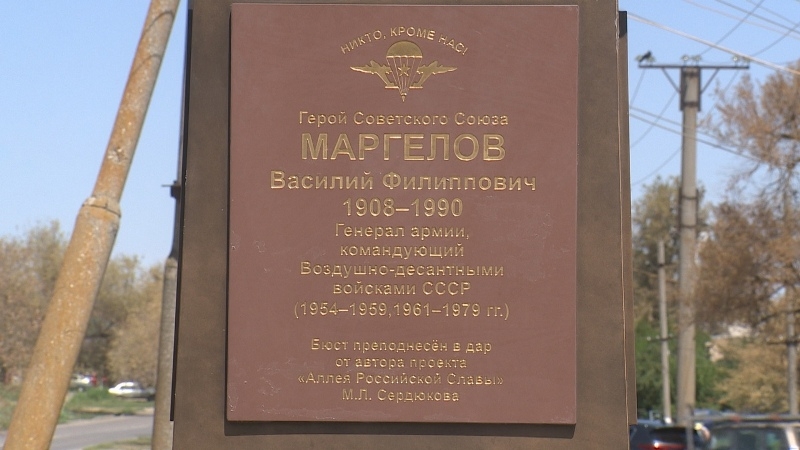 НИКТО, КРОМЕ НАС!
Герой Советского Союза
МАРГЕЛОВ
Василий Филиппович
1908–1990
Генерал армии,
командующий
Воздушно-десантными
войсками СССР
(1954–1959,1961–1979 гг.)
Бюст преподнесён в дар
от автора проекта
«Аллея Российской Славы»
М.Л. Сердюкова